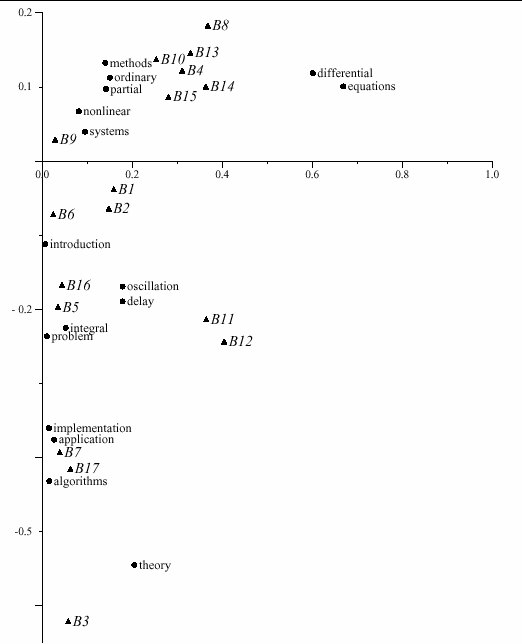 0.2
B8
B13
methods
B10
B4
differential
ordinary
0.1
partial
B14
equations
B15
nonlinear
systems
B9
0.0
0.2
0.4
0.6
0.8
1.0
B1
B2
B6
introduction
B16
oscillation
delay
- 0.2
B5
B11
integral
problem
B12
implementation
application
B7
B17
algorithms
-0.5
theory
B3